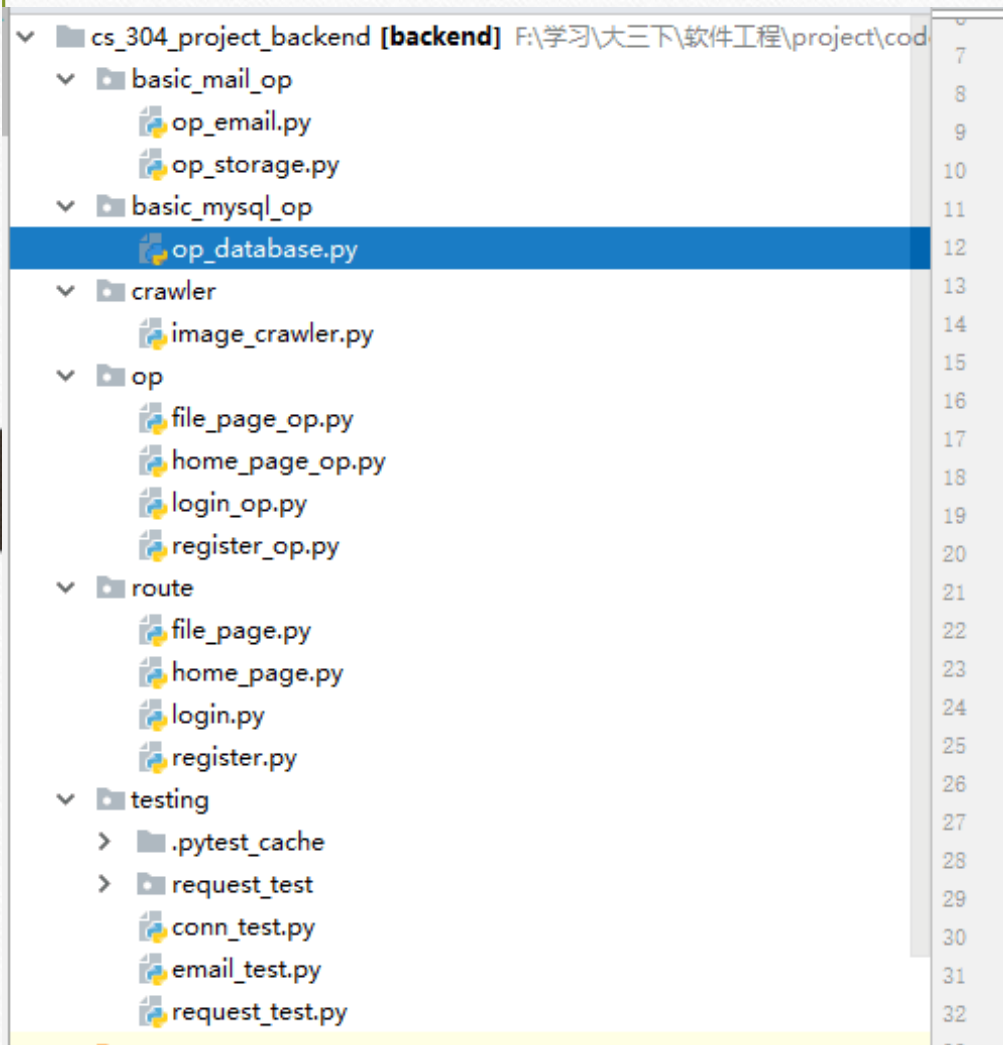 cs_304_project_backend [backend] F:\学习\大三下\软件工程\project\cod
basic_mail_op
op_email.py
op_storage.py
basic_mysql_op
op_database.py
crawler
image_crawler.py
op
file_page_op.py
home_page_op.py
login_op.py
register_op.py
route
file_page.py
home_page.py
login.py
register.py
testing
.pytest_cache
request_test
conn_test.py
email_test.py
request_test.py
7
8
9
10
11
12
13
14
15
16
17
18
19
20
21
22
23
24
25
26
27
28
29
30
31
32